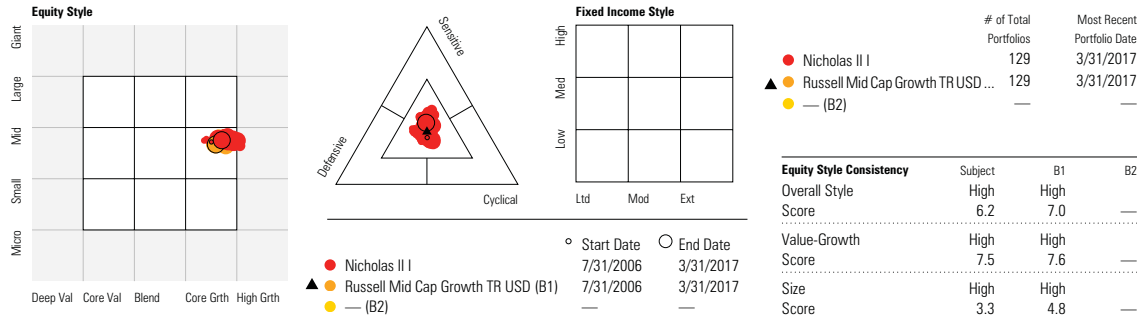 Equity Style
Giant
Large
Mid
Small
Micro
Deep Val Core Val Blend Core Grth High Grth
Sensitive
Defensive
Cyclical
Start Date End Date
Nicholas II I 7/31/2006 3/31/2017
Russell Mid Cap Growth TR USD (B1) 7/31/2006 3/31/2017
— (B2) — —
Fixed Income Style
High
Med
Low
Ltd Mod Ext
# of Total Most Recent
Portfolios Portfolio Date
Nicholas II I 129 3/31/2017
Russell Mid Cap Growth TR USD ... 129 3/31/2017
— (B2) — —
Equity Style Consistency Subject B1 B2
Overall Style High High
Score 6.2 7.0 —
Value-Growth High High
Score 7.5 7.6 —
Size High High
Score 3.3 4.8 —